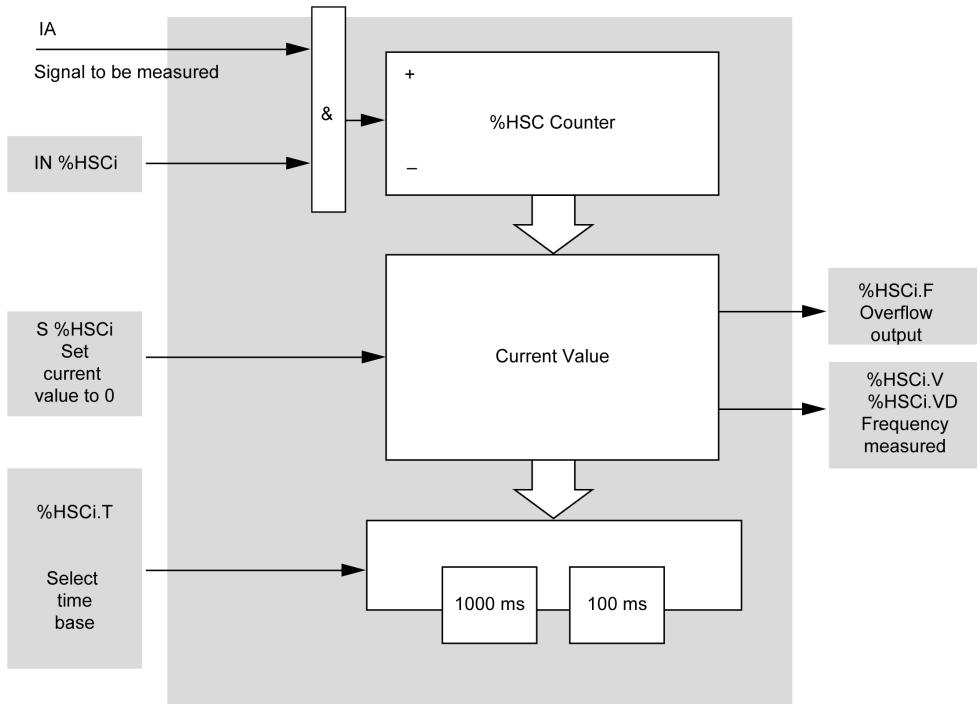 IA
Signal to be measured
&
+
%HSC Counter
–
IN %HSCi
S %HSCi
Set
current
value to 0
Current Value
%HSCi.F
Overflow
output
%HSCi.V
%HSCi.VD
Frequency
measured
%HSCi.T
Select
time
base
1000 ms
100 ms